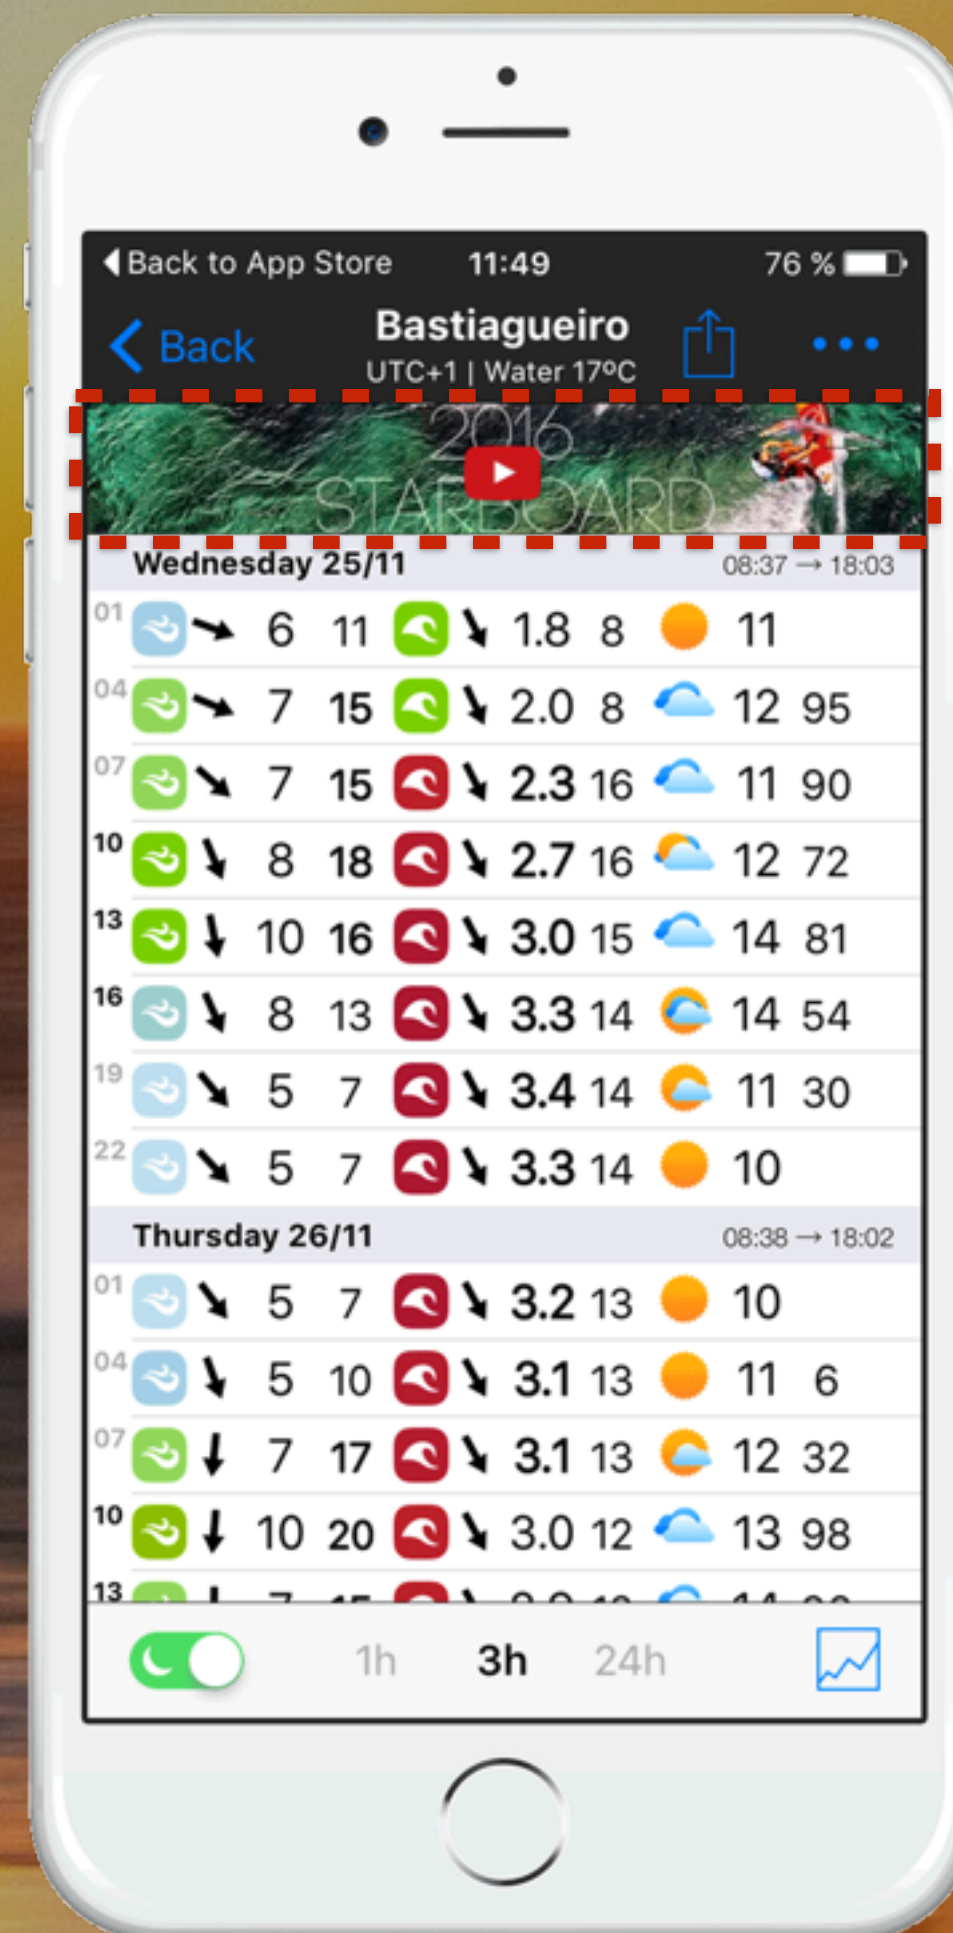 Back to App Store 11:49 76 %
Back Bastiagueiro
UTC+1 | Water 17ºC
2016
STARBOARD
Wednesday 25/11 08:37 → 18:03
01 6 11 1.8 8 11
04 7 15 2.0 8 12 95
07 7 15 2.3 16 11 90
10 8 18 2.7 16 12 72
13 10 16 3.0 15 14 81
16 8 13 3.3 14 14 54
19 5 7 3.4 14 11 30
22 5 7 3.3 14 10
Thursday 26/11 08:38 → 18:02
01 5 7 3.2 13 10
04 5 10 3.1 13 11 6
07 7 17 3.1 13 12 32
10 10 20 3.0 12 13 98
13
1h 3h 24h